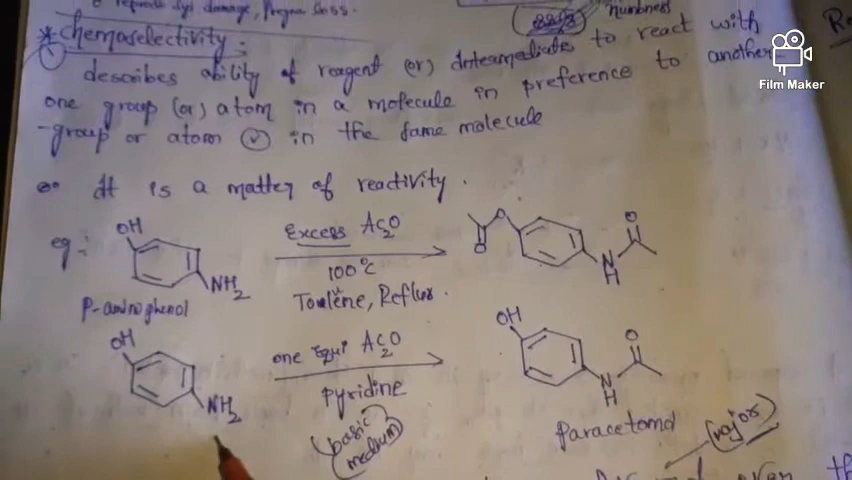 numbness
*Chemoselectivity:
describes ability of reagent (or) intermediate to react with
one group (or) atom in a molecule in preference to another
-group or atom in the same molecule
It is a matter of reactivity.
eg:
OH
NH2
P-aminophenol
Excess Ac2O
100°C
Toulene, Reflux.
O
O
O
N
H
OH
NH2
one equi Ac2O
Pyridine
(basic
medium)
OH
O
N
H
Paracetamol
(major)
Film Maker